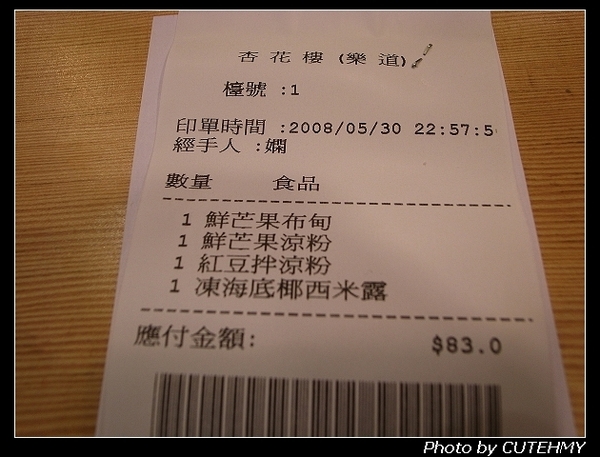 杏花樓 (樂道)
檯號 :1
印單時間 :2008/05/30 22:57:5
經手人 :嫻
數量 食品
1 鮮芒果布甸
1 鮮芒果涼粉
1 紅豆拌涼粉
1 凍海底椰西米露
應付金額: $83.0
Photo by CUTEHMY